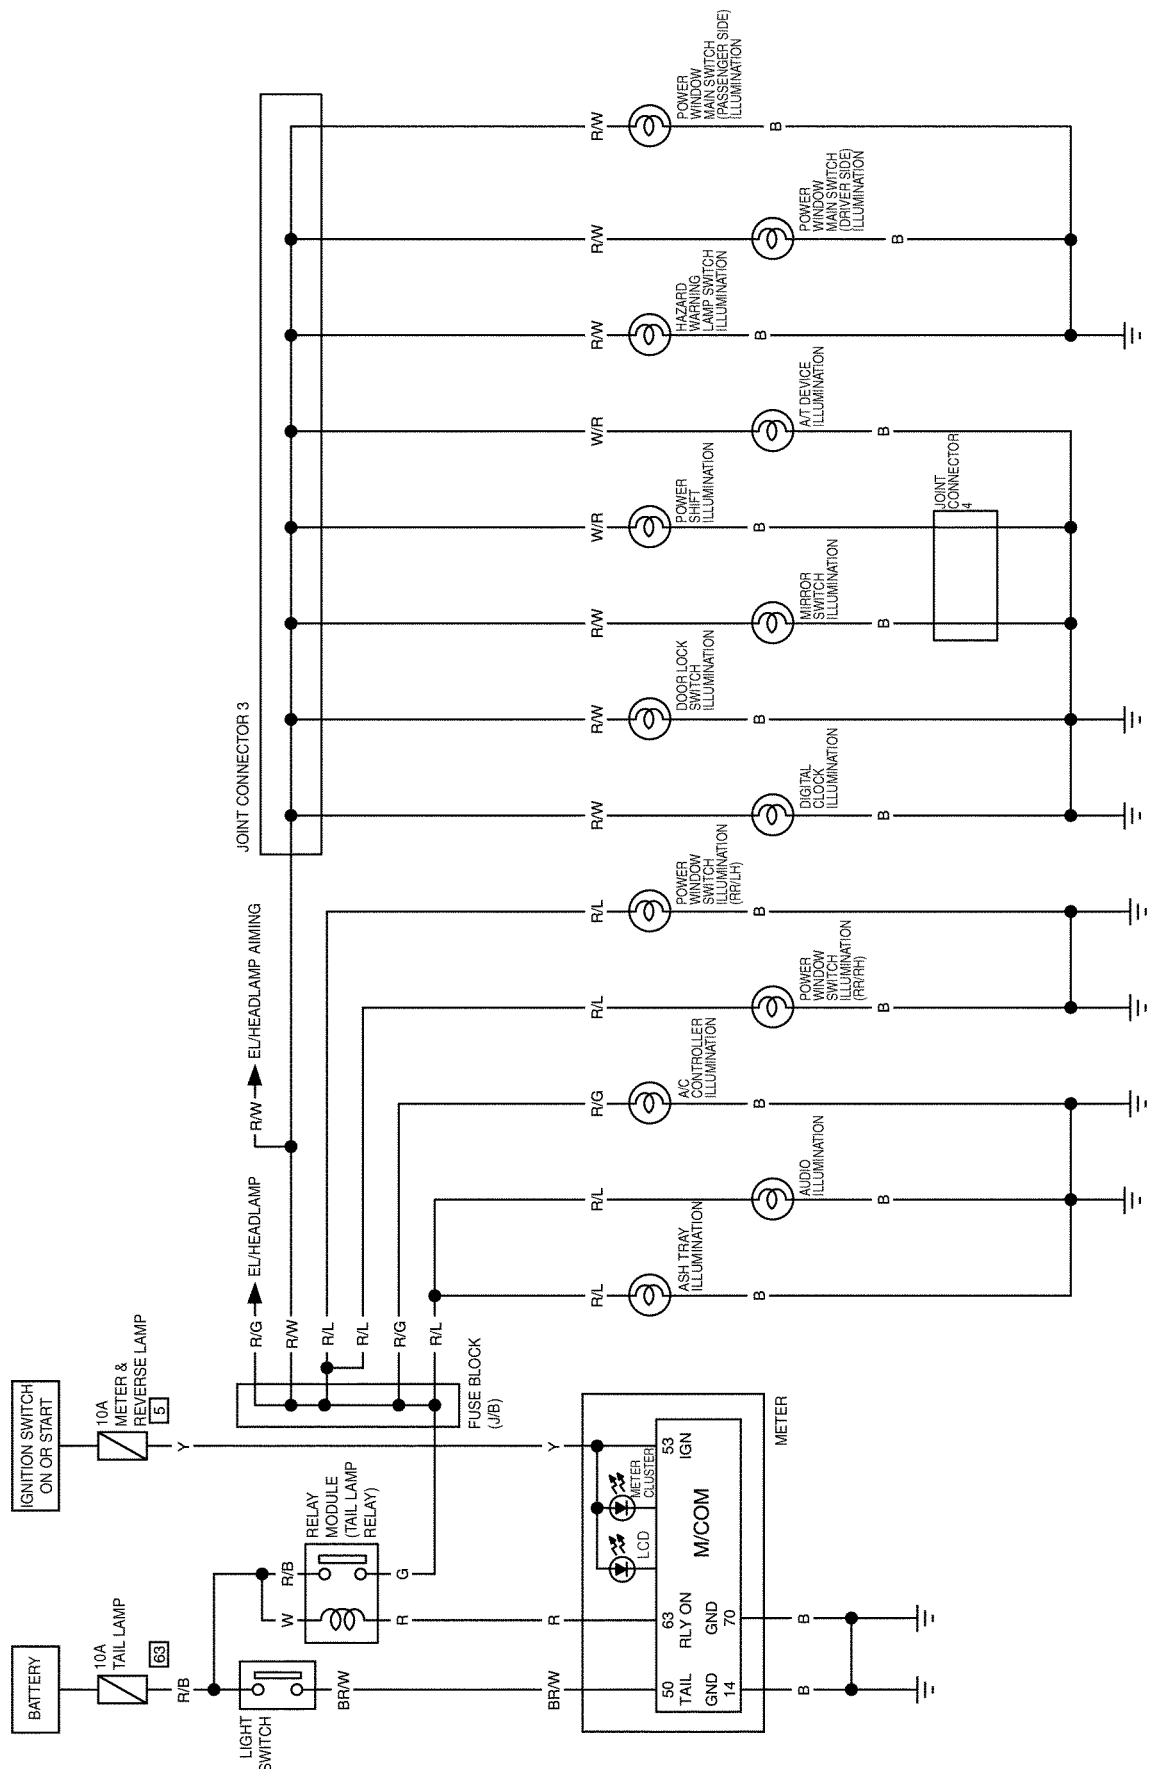 BATTERY
10A
TAIL LAMP
63
R/B
LIGHT
SWITCH
BR/W
BR/W
IGNITION SWITCH
ON OR START
10A
METER &
REVERSE LAMP
5
Y
Y
RELAY
MODULE
(TAIL LAMP
RELAY)
W
R/B
R
G
R
FUSE BLOCK
(J/B)
METER
LCD
METER
CLUSTER
M/COM
50
TAIL
63
RLY ON
53
IGN
GND
14
GND
70
B
B
R/G
EL/HEADLAMP
R/W
R/L
R/L
R/G
R/L
R/W
EL/HEADLAMP AIMING
JOINT CONNECTOR 3
R/L
ASH TRAY
ILLUMINATION
B
R/L
AUDIO
ILLUMINATION
B
R/G
A/C
CONTROLLER
ILLUMINATION
B
R/L
POWER
WINDOW
SWITCH
ILLUMINATION
(RR/RH)
B
R/L
POWER
WINDOW
SWITCH
ILLUMINATION
(RR/LH)
B
R/W
DIGITAL
CLOCK
ILLUMINATION
B
R/W
DOOR LOCK
SWITCH
ILLUMINATION
B
R/W
MIRROR
SWITCH
ILLUMINATION
B
W/R
POWER
SHIFT
ILLUMINATION
B
JOINT
CONNECTOR
4
W/R
A/T DEVICE
ILLUMINATION
B
R/W
HAZARD
WARNING
LAMP SWITCH
ILLUMINATION
B
R/W
POWER
WINDOW
MAIN SWITCH
(DRIVER SIDE)
ILLUMINATION
B
R/W
POWER
WINDOW
MAIN SWITCH
(PASSENGER SIDE)
ILLUMINATION
B